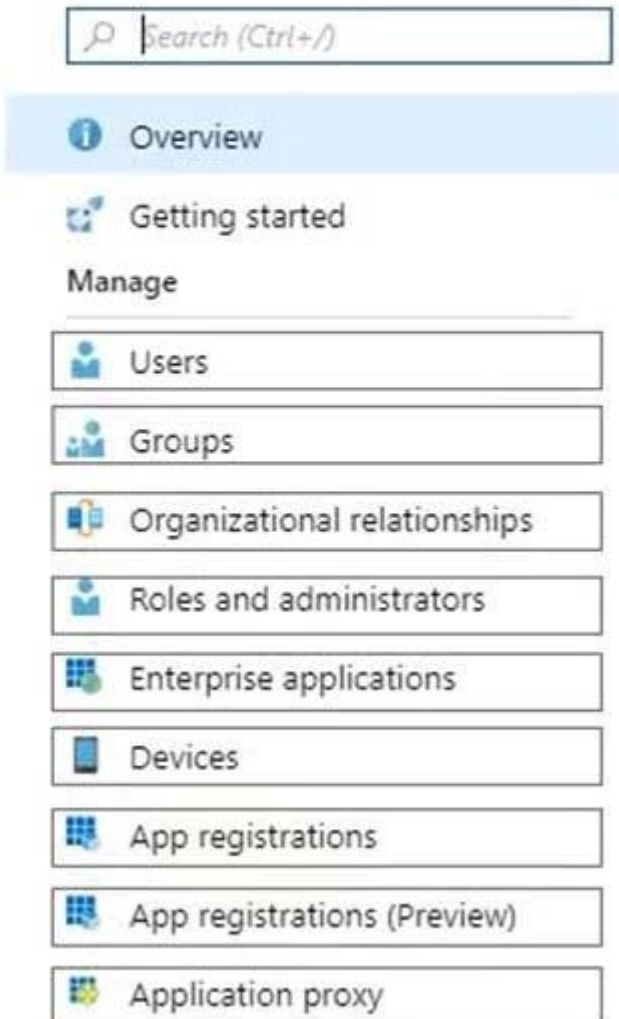 Search (Ctrl+/)
Overview
Getting started
Manage
Users
Groups
Organizational relationships
Roles and administrators
Enterprise applications
Devices
App registrations
App registrations (Preview)
Application proxy